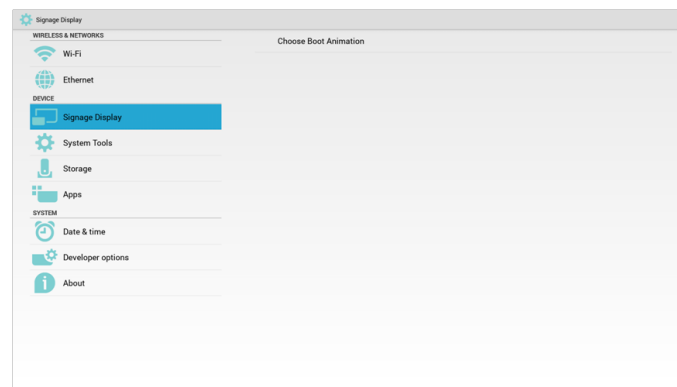 Signage Display
WIRELESS & NETWORKS
Wi-Fi
Ethernet
DEVICE
Signage Display
System Tools
Storage
Apps
SYSTEM
Date & time
Developer options
About
Choose Boot Animation